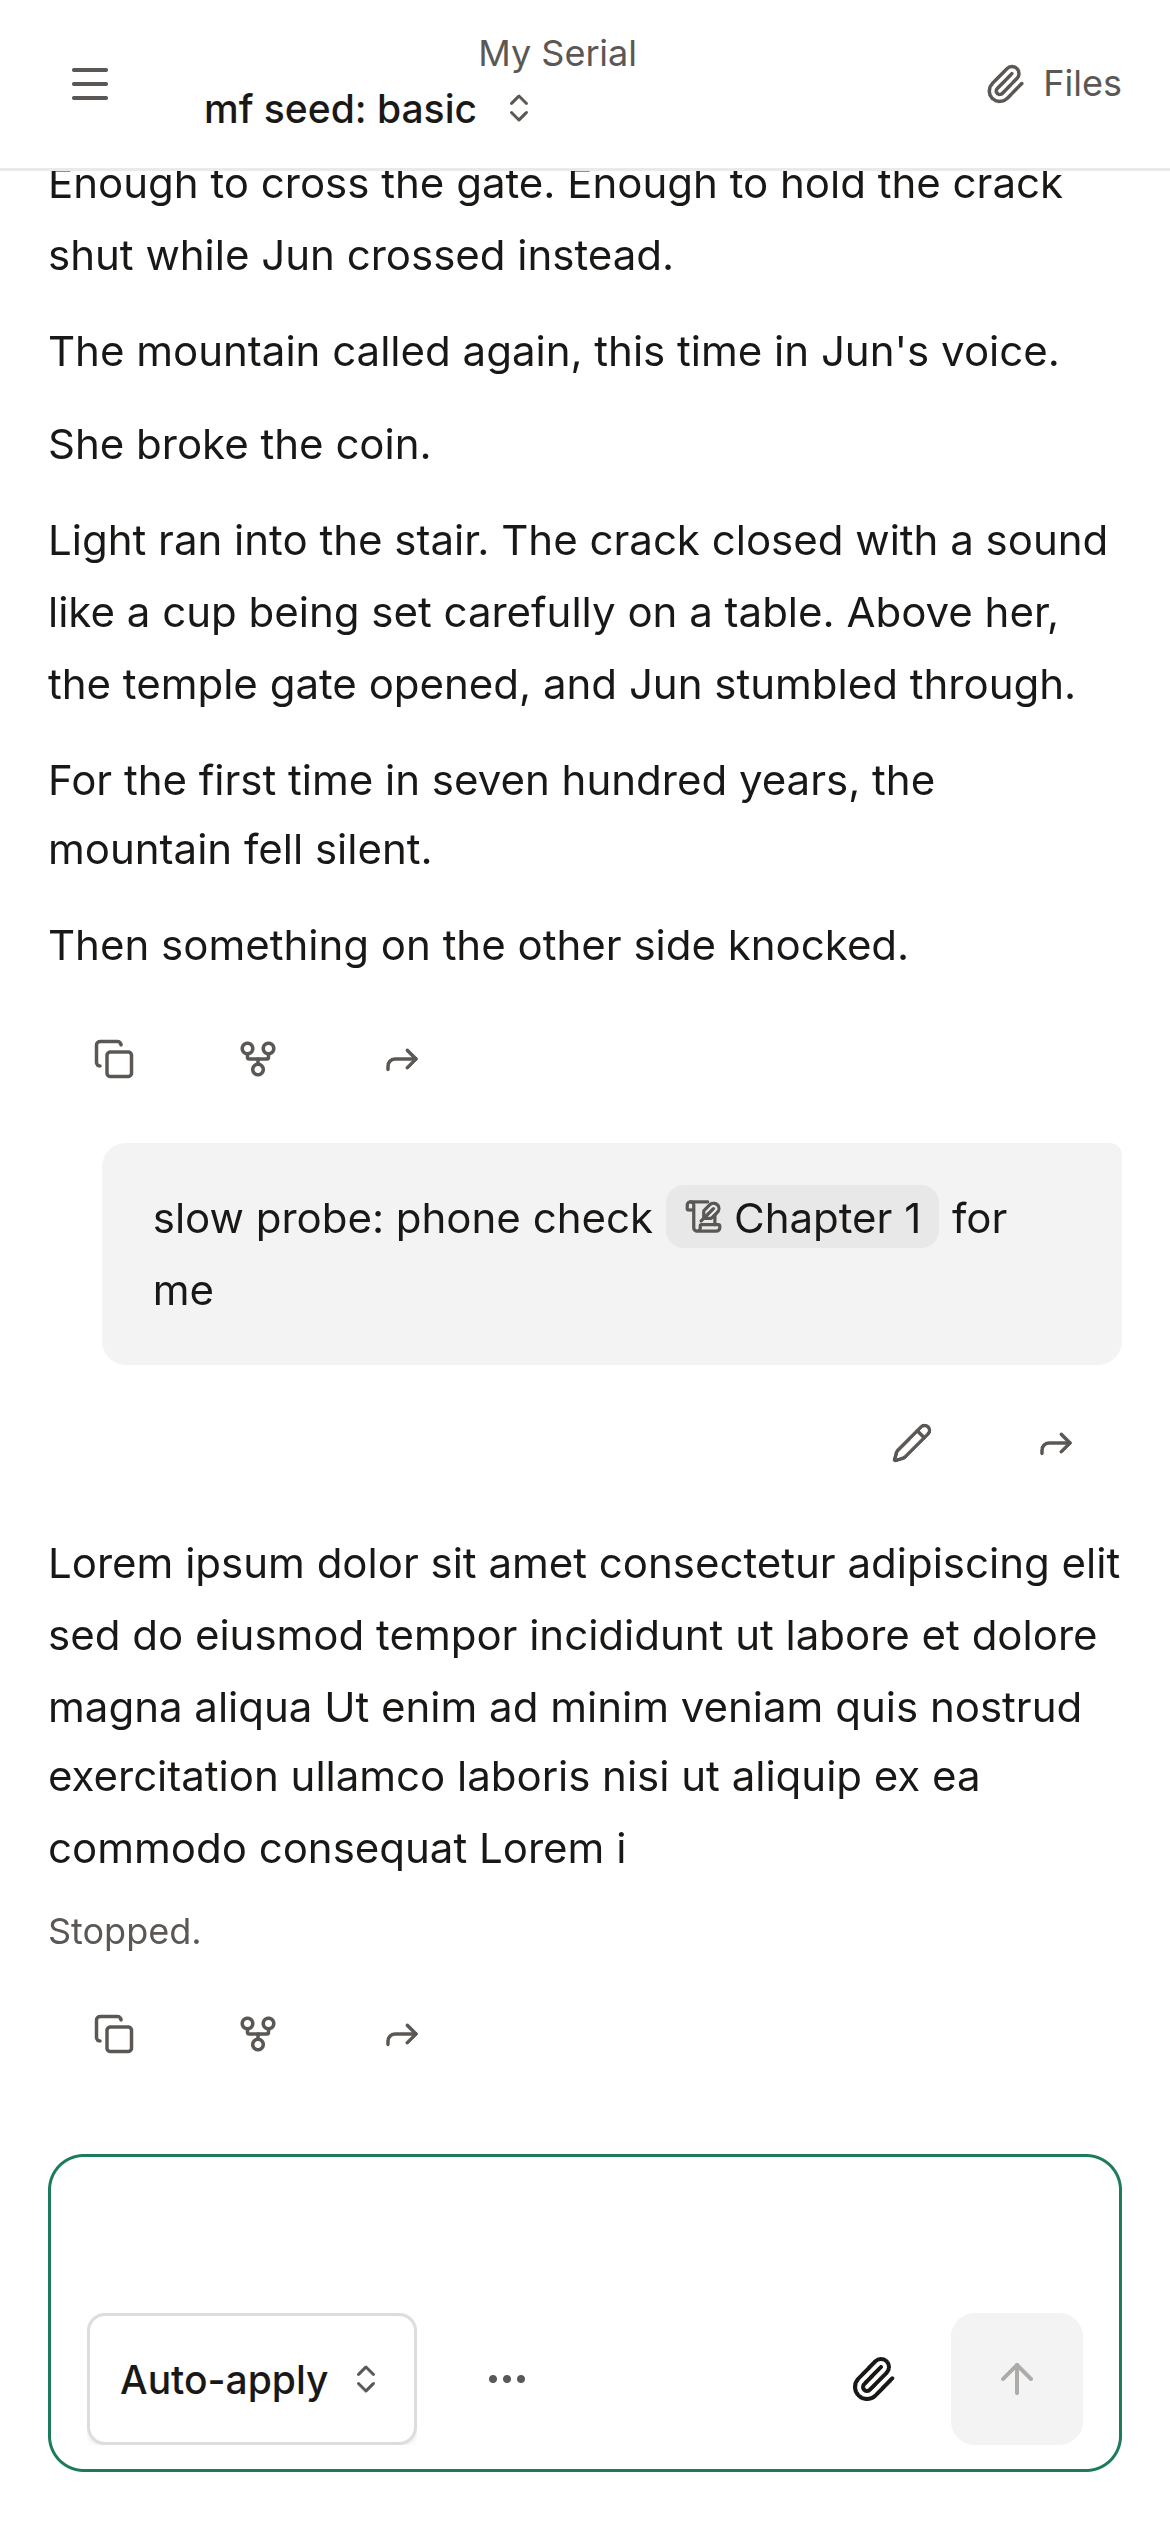 My Serial
mf seed: basic
Files
Enough to cross the gate. Enough to hold the crack
shut while Jun crossed instead.
The mountain called again, this time in Jun's voice.
She broke the coin.
Light ran into the stair. The crack closed with a sound
like a cup being set carefully on a table. Above her,
the temple gate opened, and Jun stumbled through.
For the first time in seven hundred years, the
mountain fell silent.
Then something on the other side knocked.
slow probe: phone check Chapter 1 for
me
Lorem ipsum dolor sit amet consectetur adipiscing elit
sed do eiusmod tempor incididunt ut labore et dolore
magna aliqua Ut enim ad minim veniam quis nostrud
exercitation ullamco laboris nisi ut aliquip ex ea
commodo consequat Lorem i
Stopped.
Auto-apply